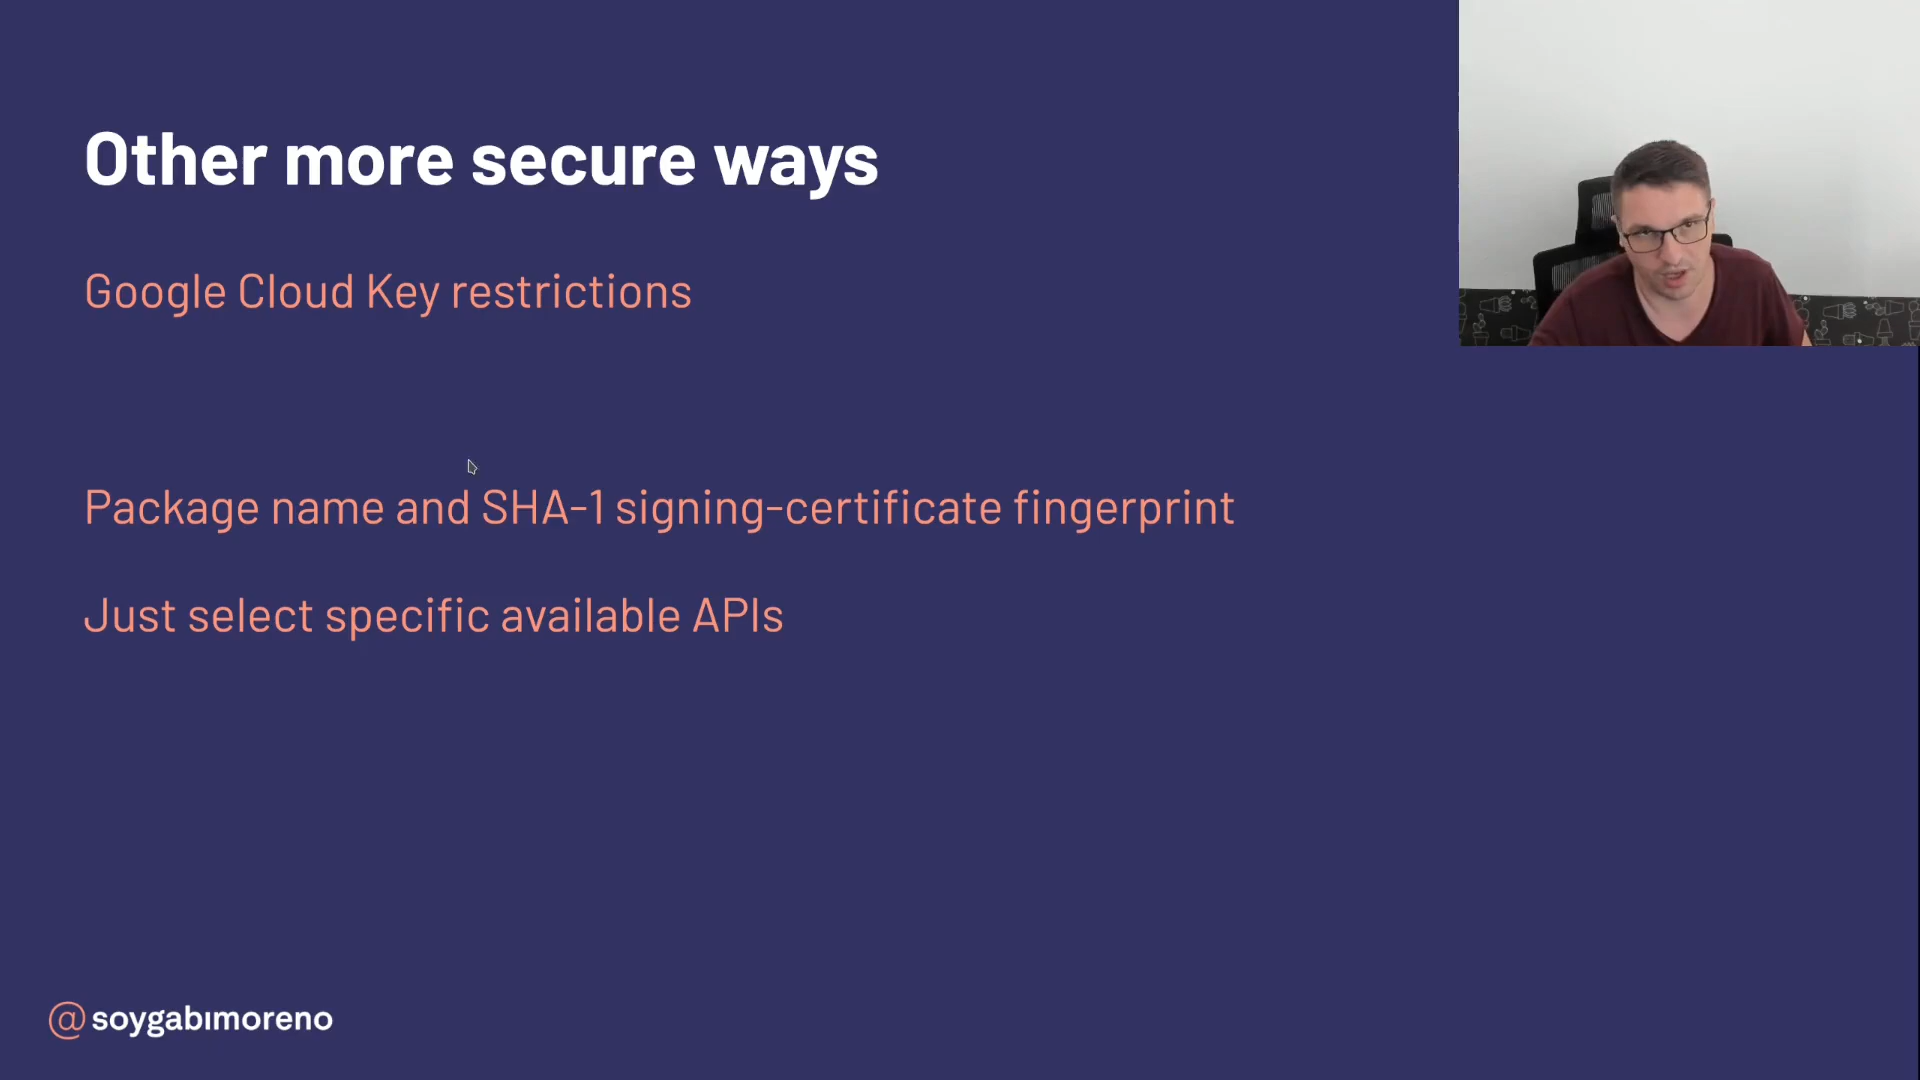 Other more secure ways
Google Cloud Key restrictions
Package name and SHA-1 signing-certificate fingerprint
Just select specific available APIs
@soygabimoreno